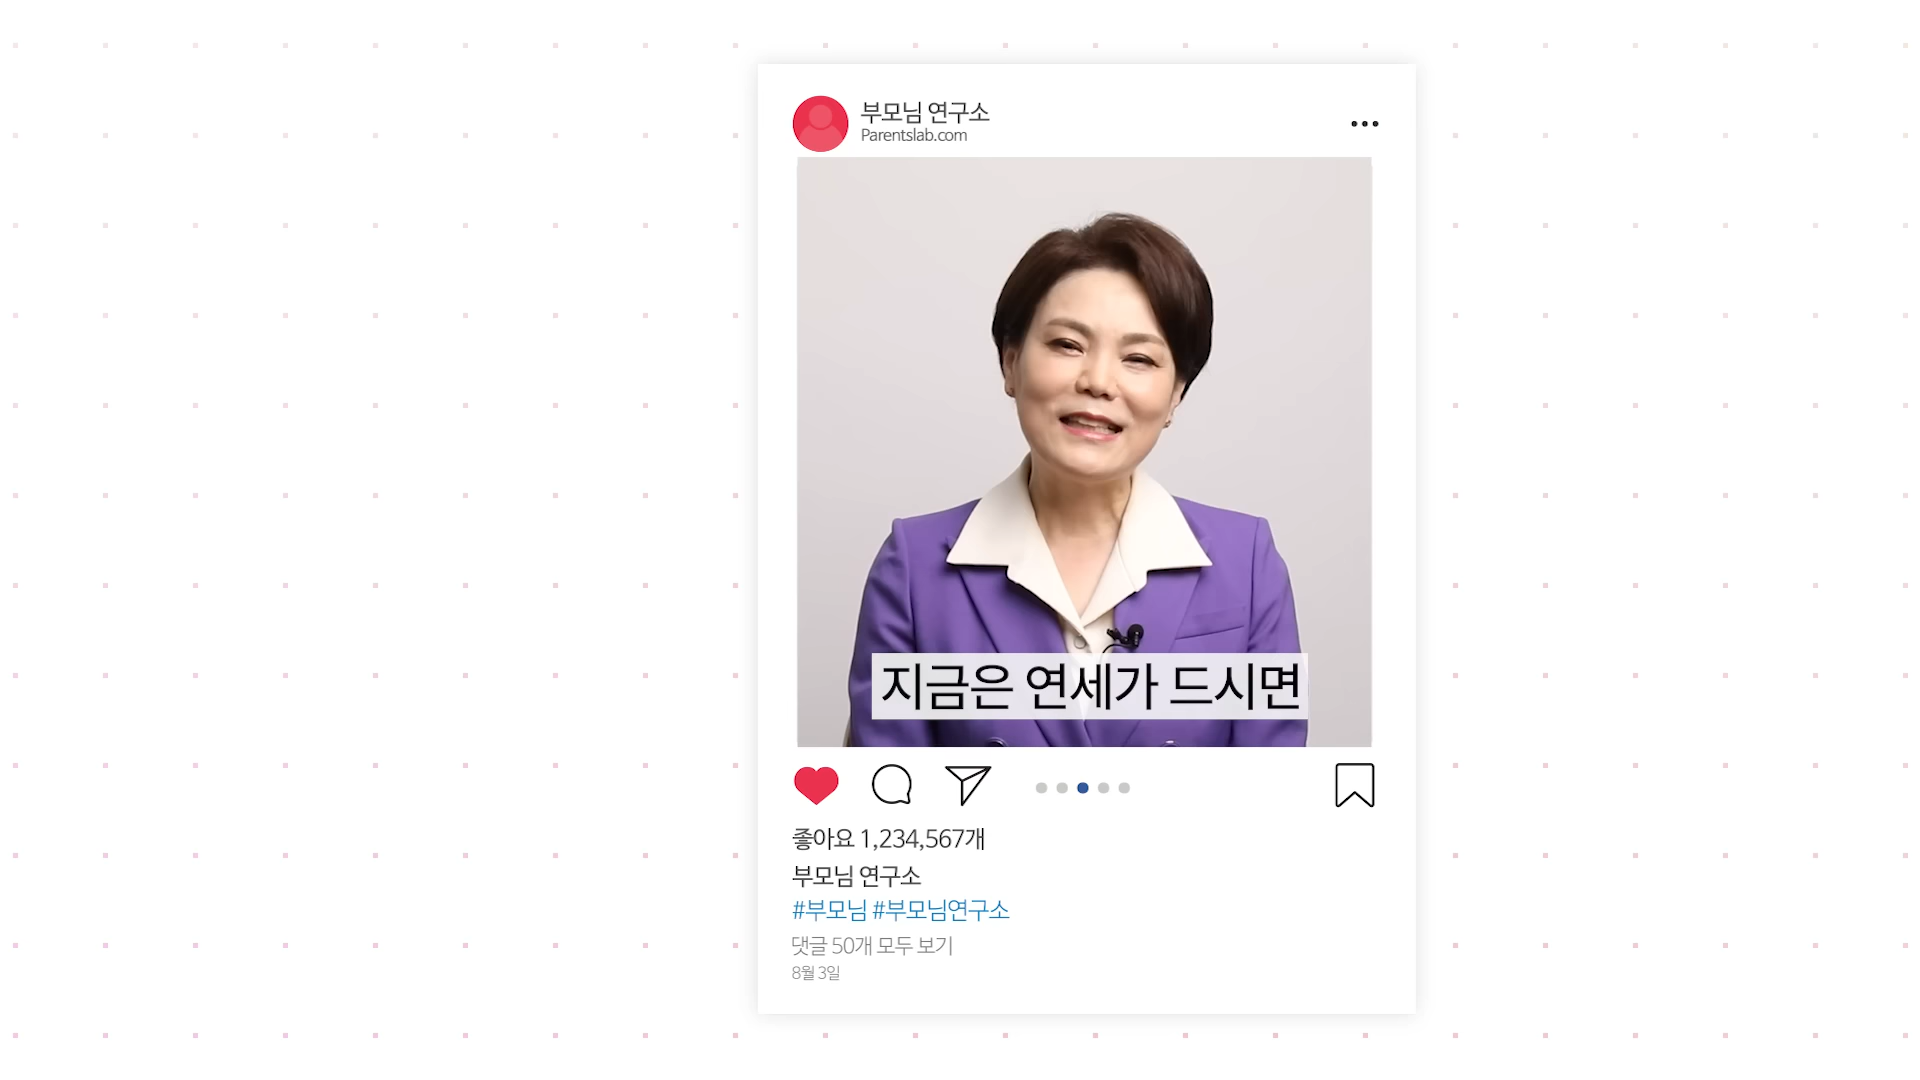 부모님 연구소
Parentslab.com
지금은 연세가 드시면
좋아요 1,234,567개
부모님 연구소
#부모님 #부모님연구소
댓글 50개 모두 보기
8월 3일